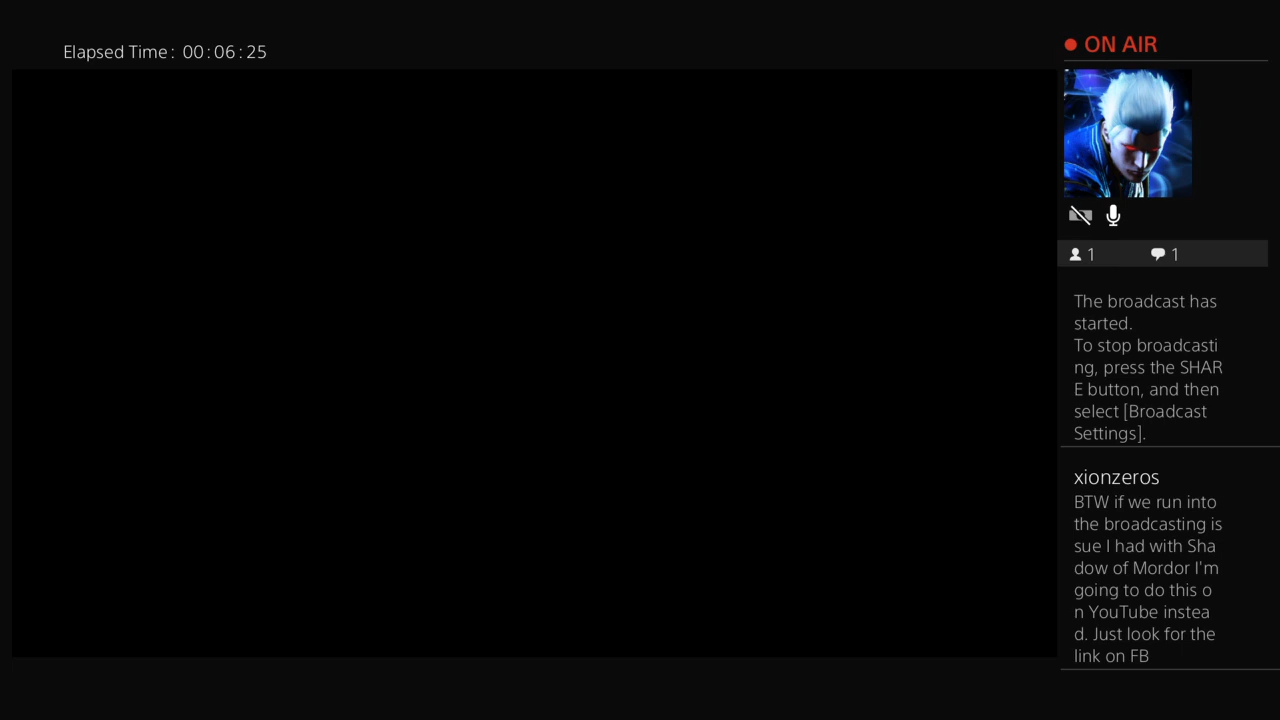 Elapsed Time: 00:06:25
ON AIR
1 1
The broadcast has
started.
To stop broadcasti
ng, press the SHAR
E button, and then
select [Broadcast
Settings].
xionzeros
BTW if we run into
the broadcasting is
sue I had with Sha
dow of Mordor I'm
going to do this o
n YouTube instea
d. Just look for the
link on FB